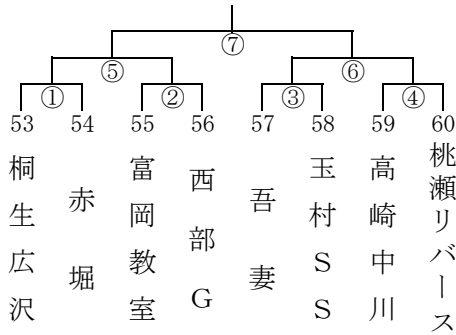 ⑦
⑤ ⑥
① ② ③ ④
53 54 55 56 57 58 59 60
桐生広沢
赤堀
富岡教室
西部G
吾妻
玉村SS
高崎中川
桃瀬リバース